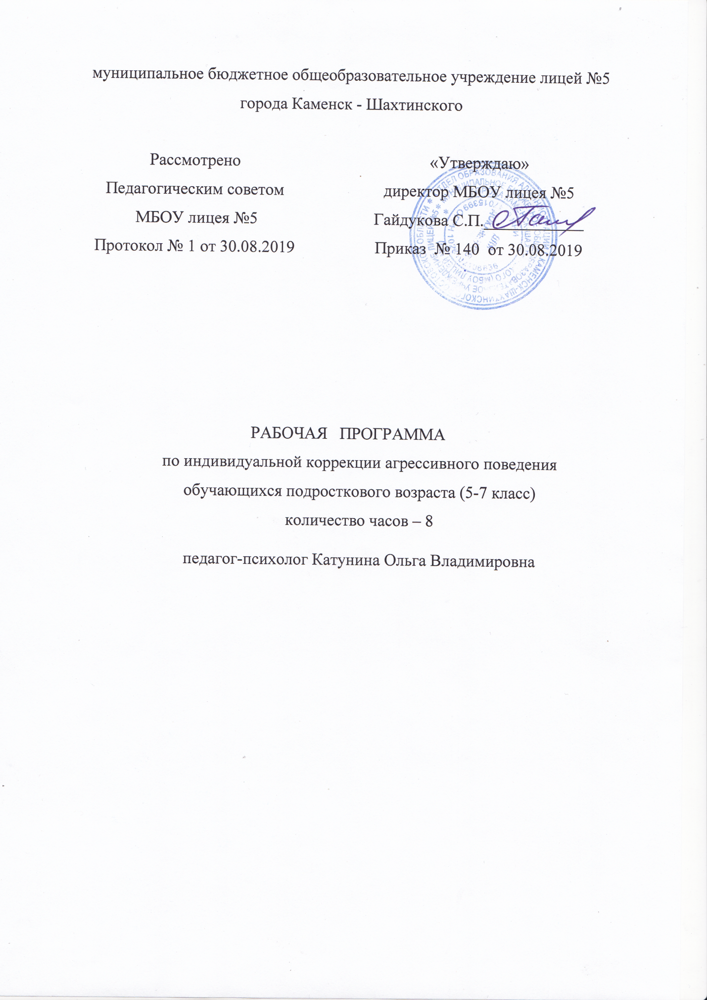 муниципальное бюджетное общеобразовательное учреждение лицей №5
города Каменск - Шахтинского
Рассмотрено
Педагогическим советом
МБОУ лицея №5
Протокол № 1 от 30.08.2019
«Утверждаю»
директор МБОУ лицея №5
Гайдукова С.П.
Приказ № 140 от 30.08.2019
РАБОЧАЯ ПРОГРАММА
по индивидуальной коррекции агрессивного поведения
обучающихся подросткового возраста (5-7 класс)
количество часов – 8
педагог-психолог Катунина Ольга Владимировна